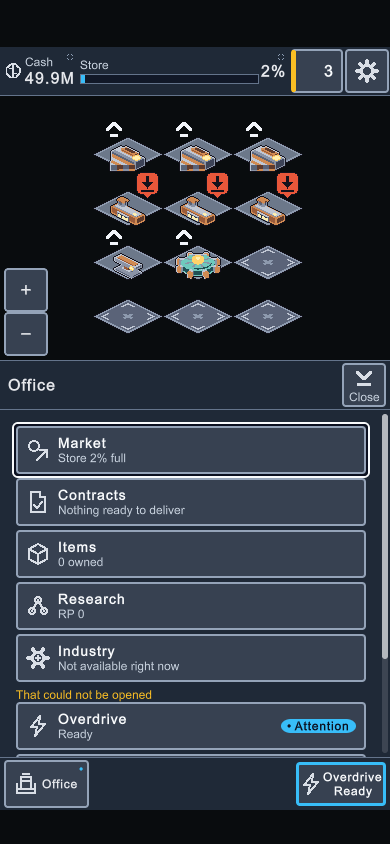 Cash
49.9M
Store
2%
3
+
−
Office
Close
Market
Store 2% full
Contracts
Nothing ready to deliver
Items
0 owned
Research
RP 0
Industry
Not available right now
That could not be opened
Overdrive
Ready
• Attention
Office
Overdrive
Ready